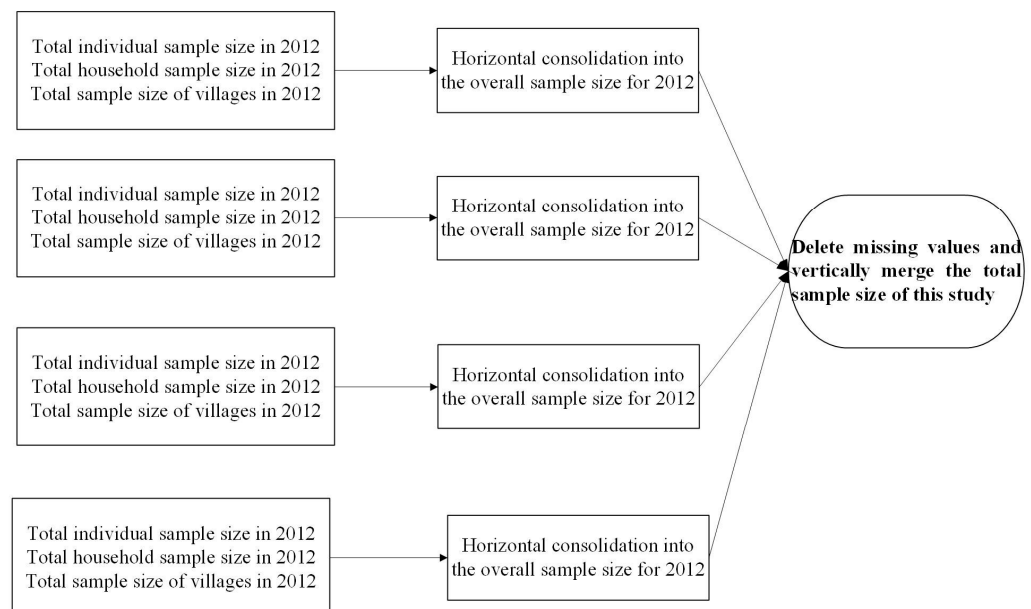 Total individual sample size in 2012
Total household sample size in 2012
Total sample size of villages in 2012
Horizontal consolidation into
the overall sample size for 2012
Total individual sample size in 2012
Total household sample size in 2012
Total sample size of villages in 2012
Horizontal consolidation into
the overall sample size for 2012
Delete missing values and
vertically merge the total
sample size of this study
Total individual sample size in 2012
Total household sample size in 2012
Total sample size of villages in 2012
Horizontal consolidation into
the overall sample size for 2012
Total individual sample size in 2012
Total household sample size in 2012
Total sample size of villages in 2012
Horizontal consolidation into
the overall sample size for 2012